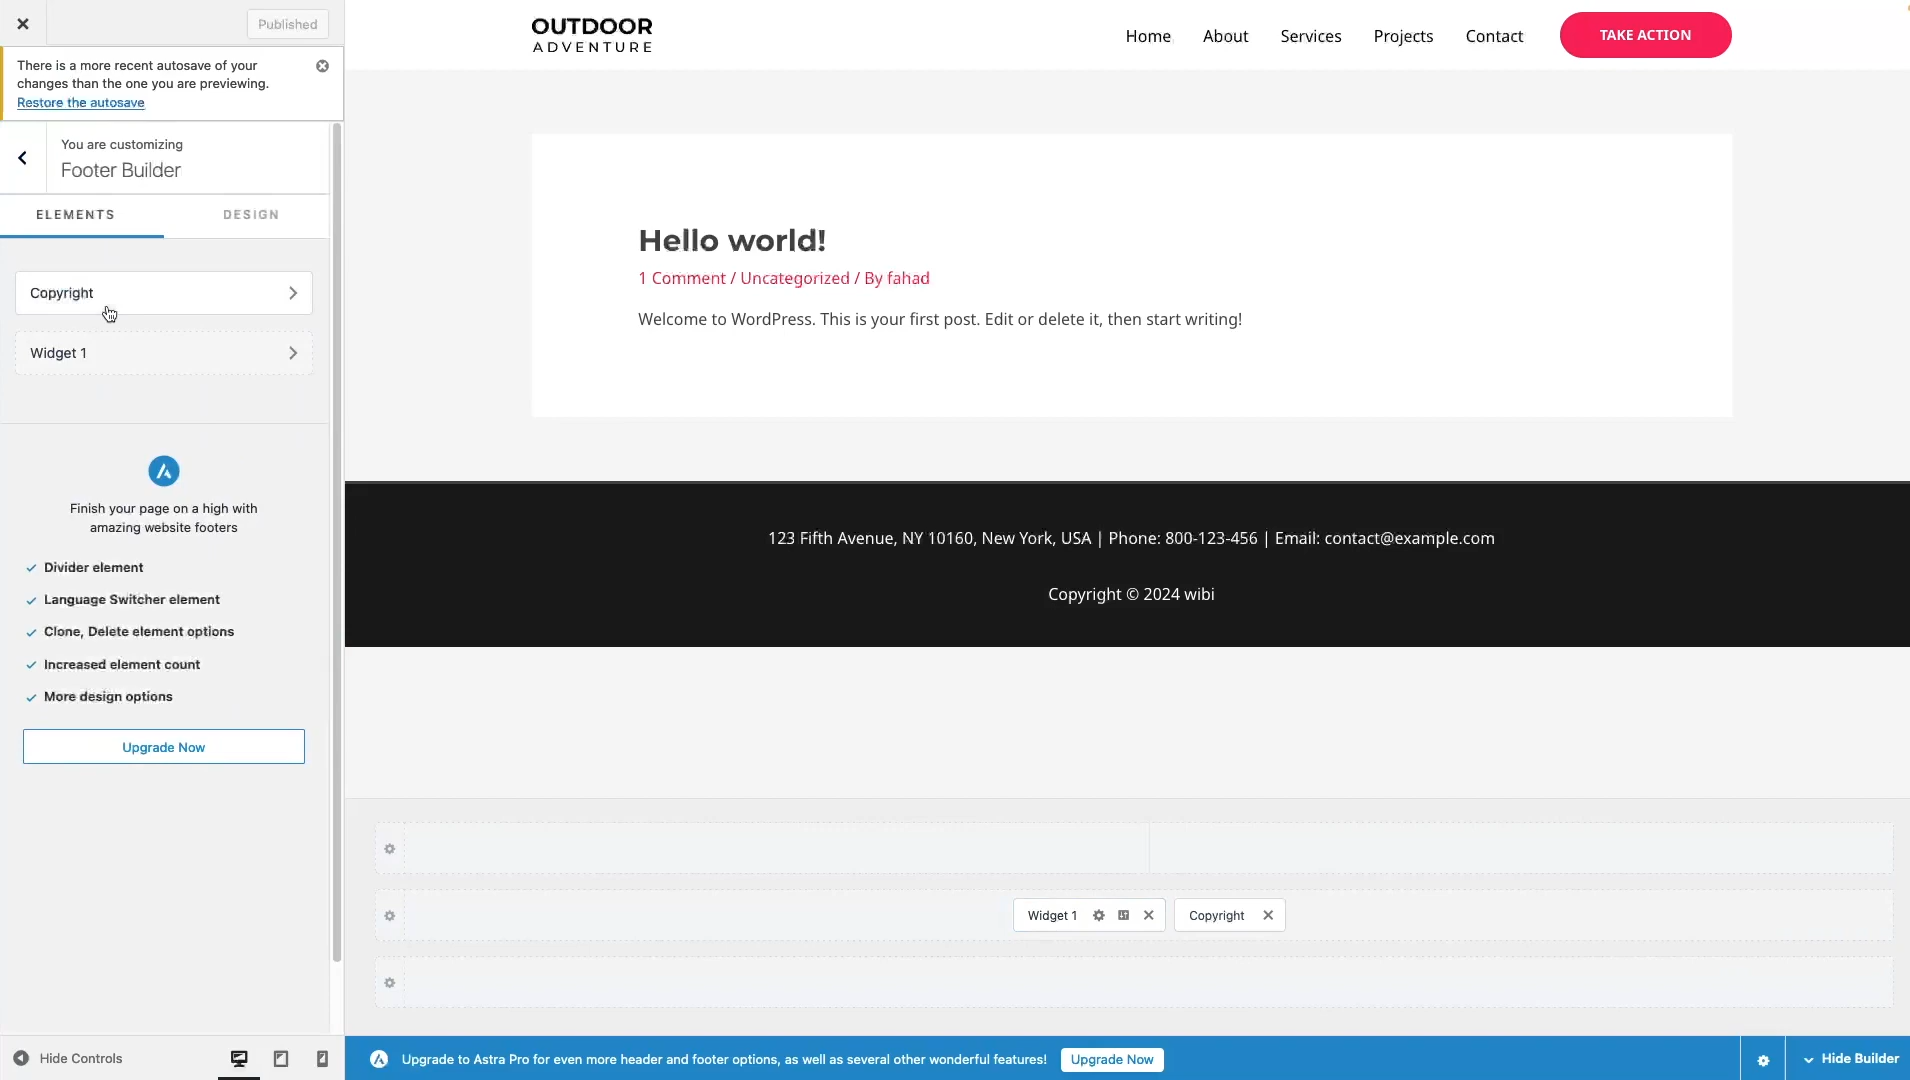 Published
There is a more recent autosave of your
changes than the one you are previewing.
Restore the autosave
You are customizing
Footer Builder
ELEMENTS
DESIGN
Copyright
Widget 1
Finish your page on a high with
amazing website footers
Divider element
Language Switcher element
Clone, Delete element options
Increased element count
More design options
Upgrade Now
Hide Controls
OUTDOOR
ADVENTURE
Home About Services Projects Contact TAKE ACTION
Hello world!
1 Comment / Uncategorized / By fahad
Welcome to WordPress. This is your first post. Edit or delete it, then start writing!
123 Fifth Avenue, NY 10160, New York, USA | Phone: 800-123-456 | Email: contact@example.com
Copyright © 2024 wibi
Widget 1 Copyright
Upgrade to Astra Pro for even more header and footer options, as well as several other wonderful features! Upgrade Now Hide Builder